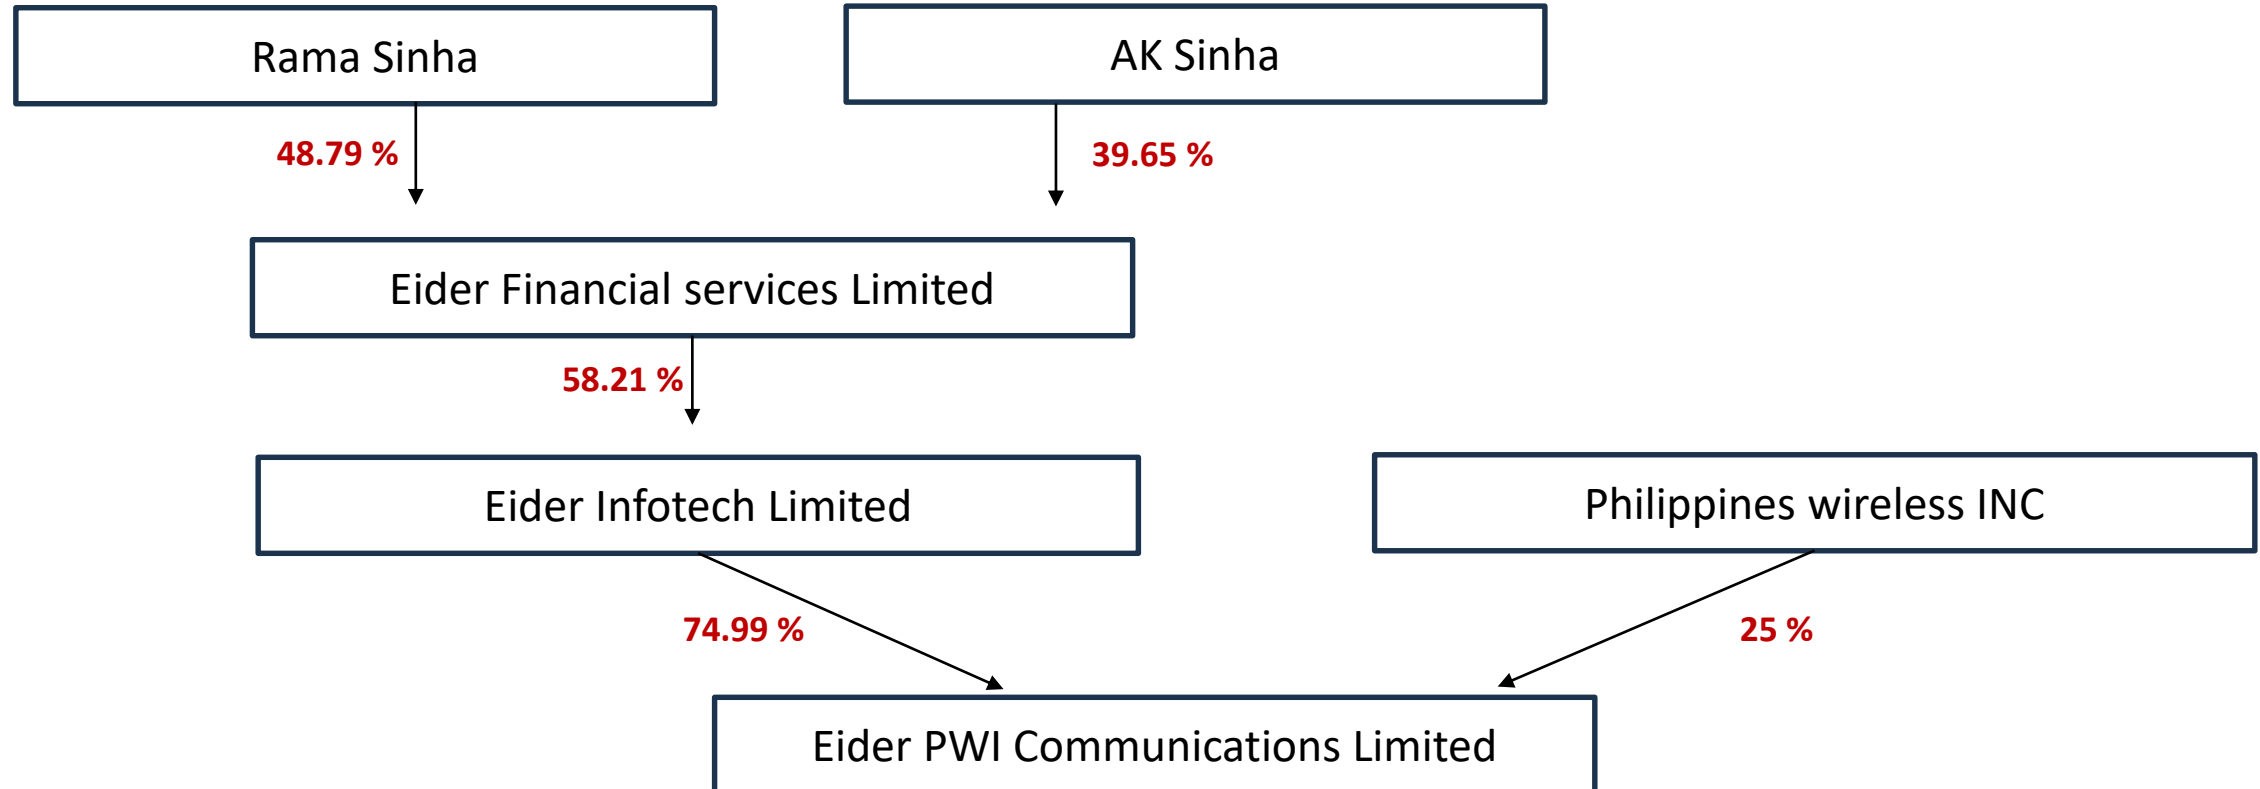 Rama Sinha
AK Sinha
48.79 %
39.65 %
Eider Financial services Limited
58.21 %
Eider Infotech Limited
Philippines wireless INC
74.99 %
25 %
Eider PWI Communications Limited